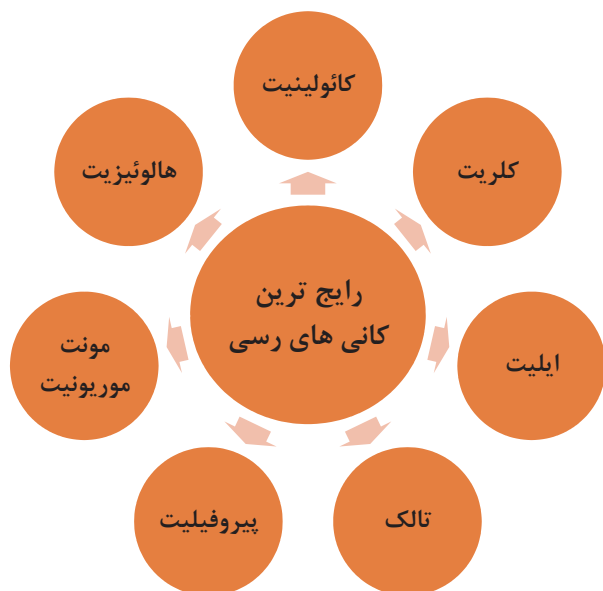 رایج ترین
کانی های رسی
کائولینیت
کلریت
ایلیت
تالک
پیروفیلیت
مونت
موریونیت
هالوئیزیت